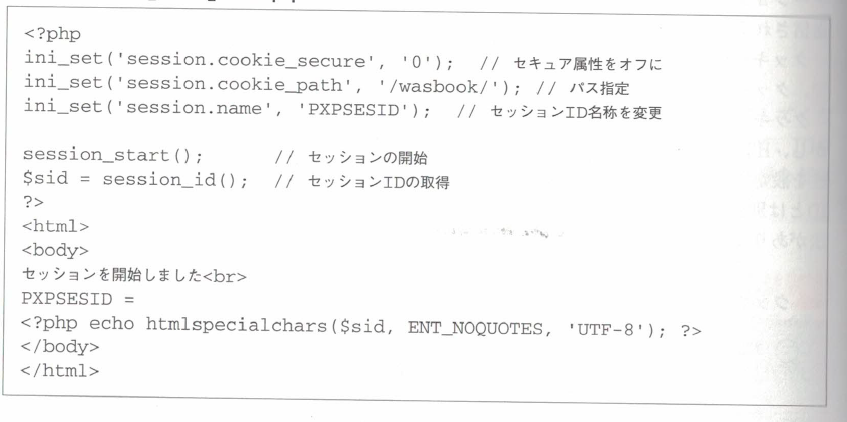 <?php
ini_set('session.cookie_secure', '0');  // セキュア属性をオフに
ini_set('session.cookie_path', '/wasbook/'); // パス指定
ini_set('session.name', 'PXPSESID');  // セッションID名称を変更
session_start();       // セッションの開始
$sid = session_id();  // セッションIDの取得
?>
<html>
<body>
セッションを開始しました<br>
PXPSESID =
<?php echo htmlspecialchars($sid, ENT_NOQUOTES, 'UTF-8'); ?>
</body>
</html>